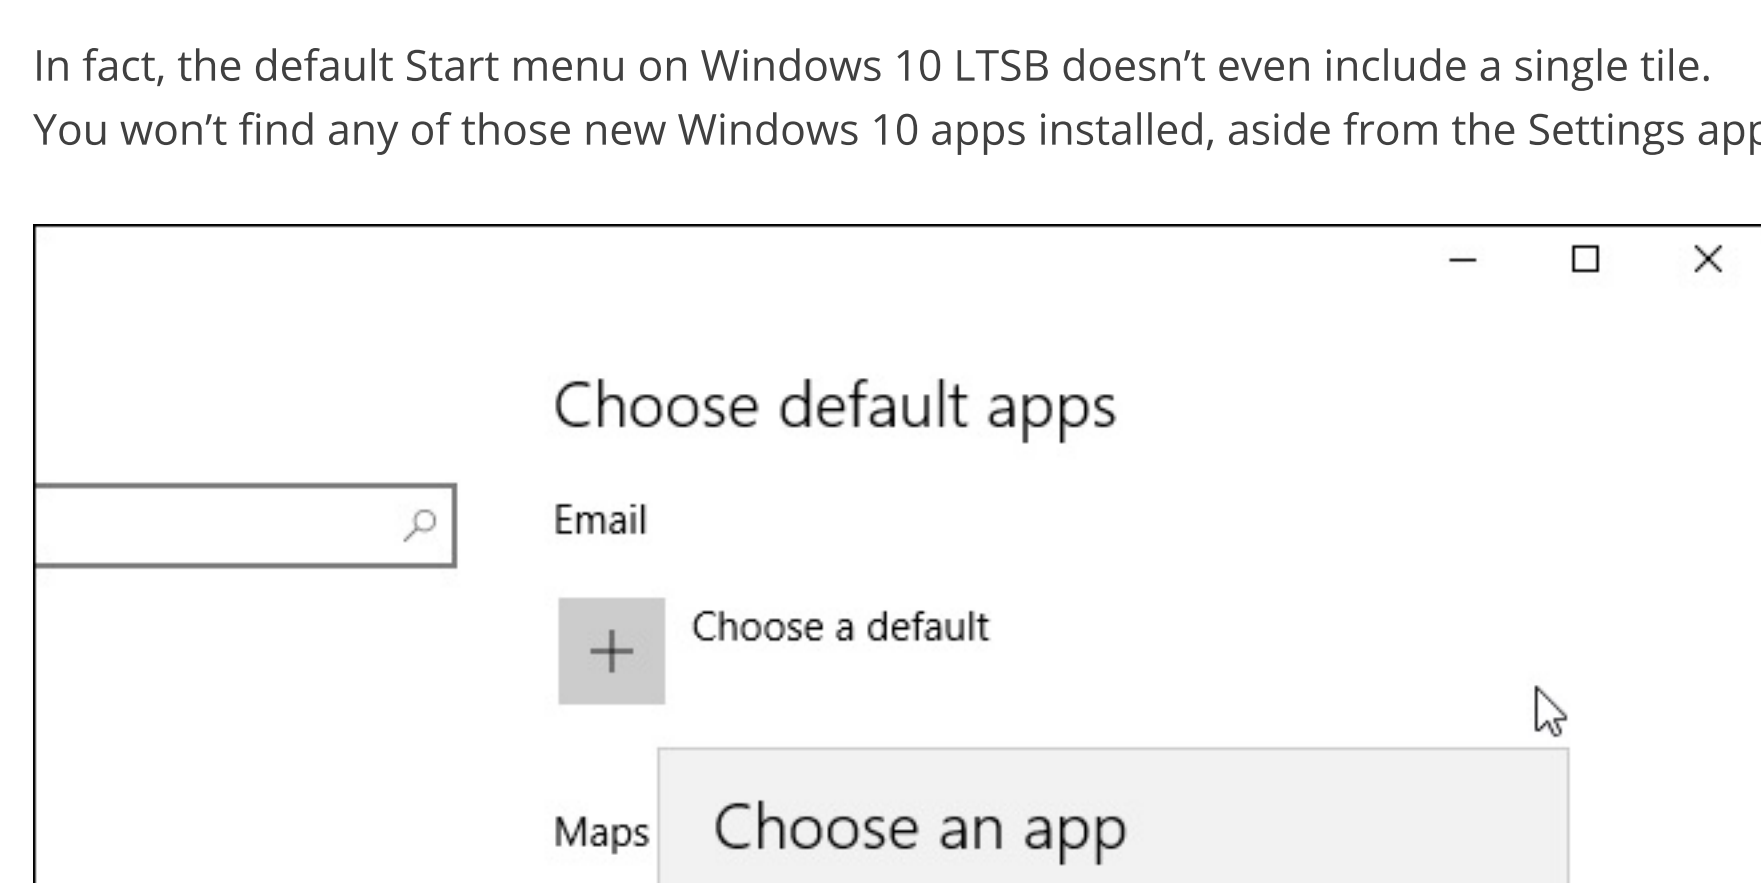 In fact, the default Start menu on Windows 10 LTSB doesn’t even include a single tile.
You won’t find any of those new Windows 10 apps installed, aside from the Settings app
Choose default apps
Email
Choose a default
Maps
Choose an app